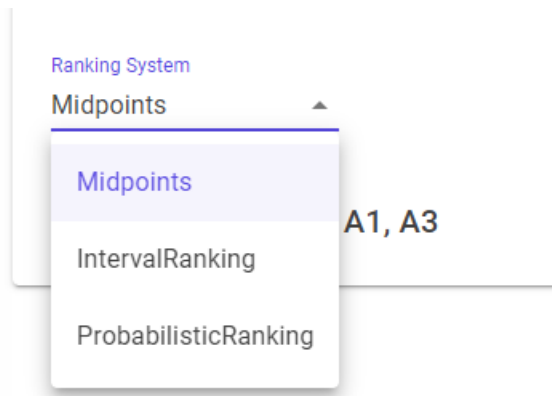 Ranking System
Midpoints
Midpoints
A1, A3
IntervalRanking
ProbabilisticRanking